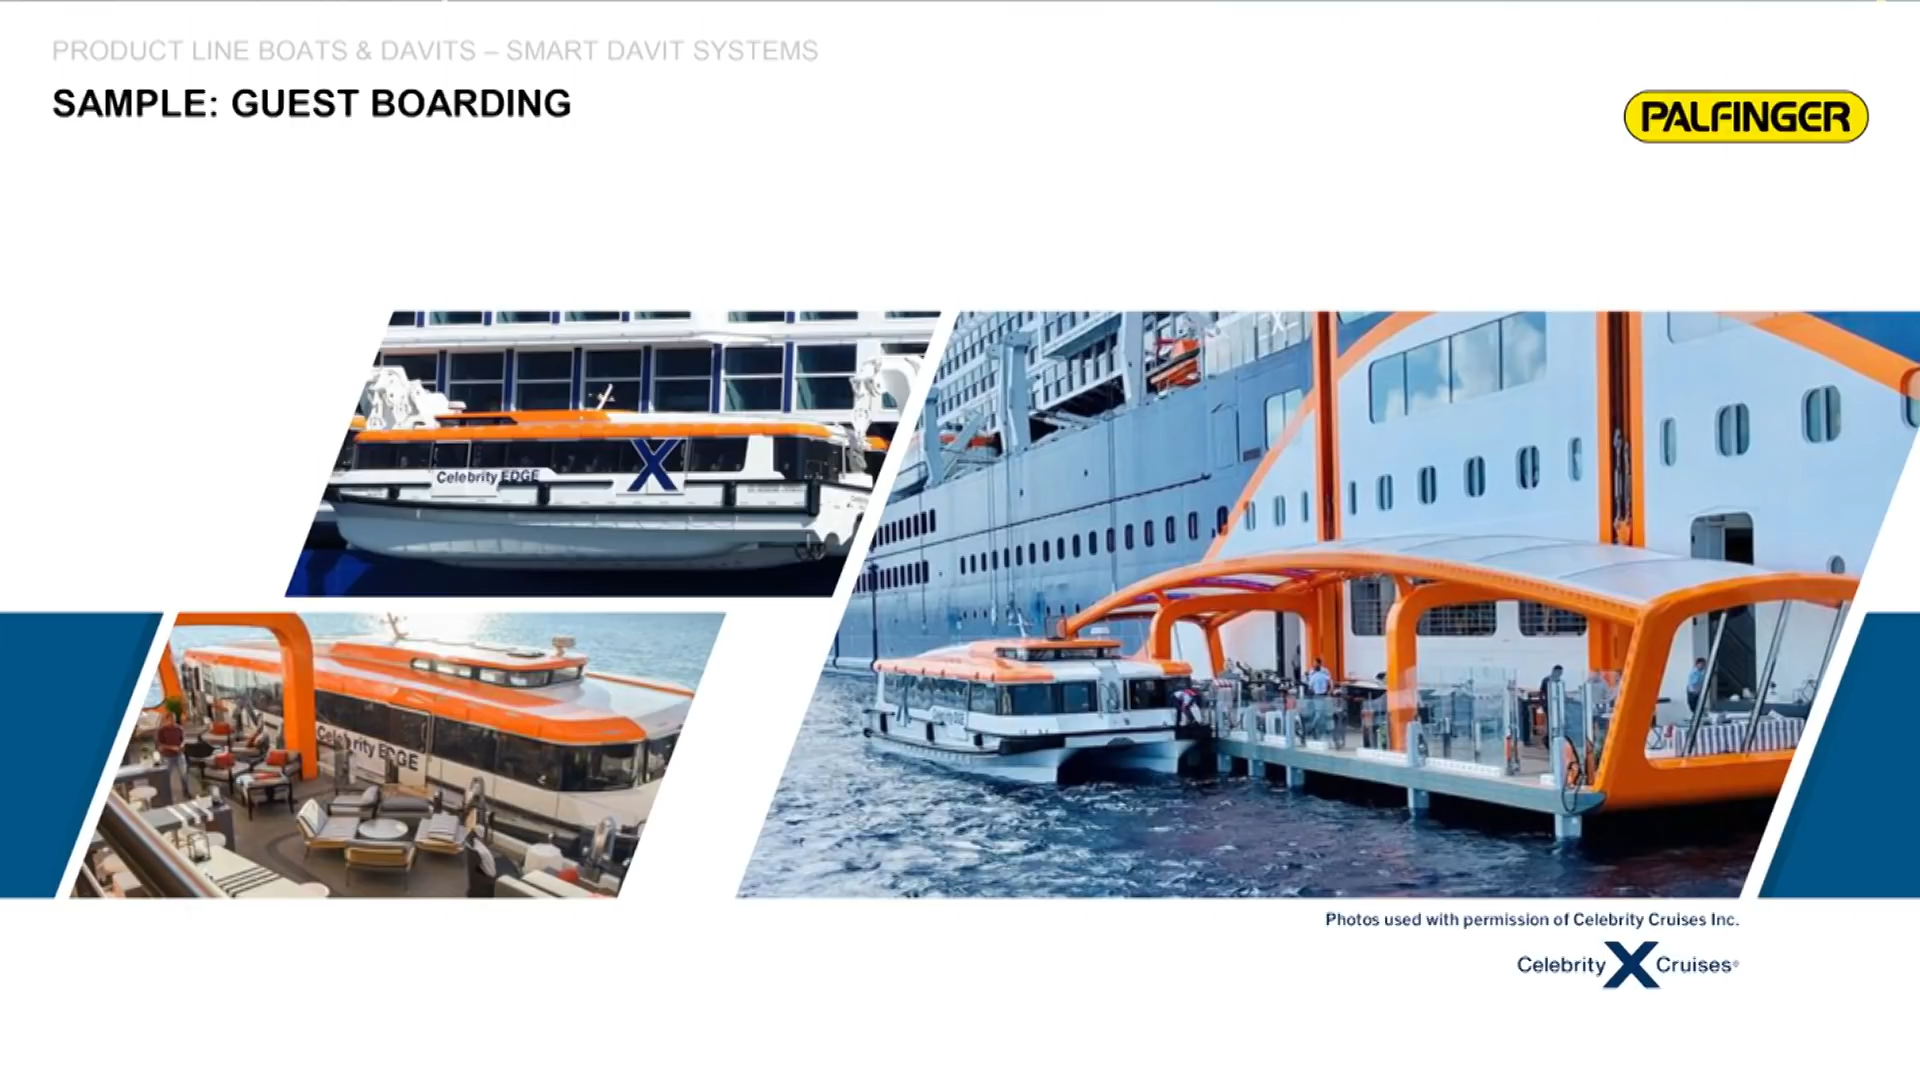 PRODUCT LINE BOATS & DAVITS – SMART DAVIT SYSTEMS
SAMPLE: GUEST BOARDING
PALFINGER
Celebrity EDGE
X
Celebrity EDGE
Photos used with permission of Celebrity Cruises Inc.
Celebrity X Cruises®